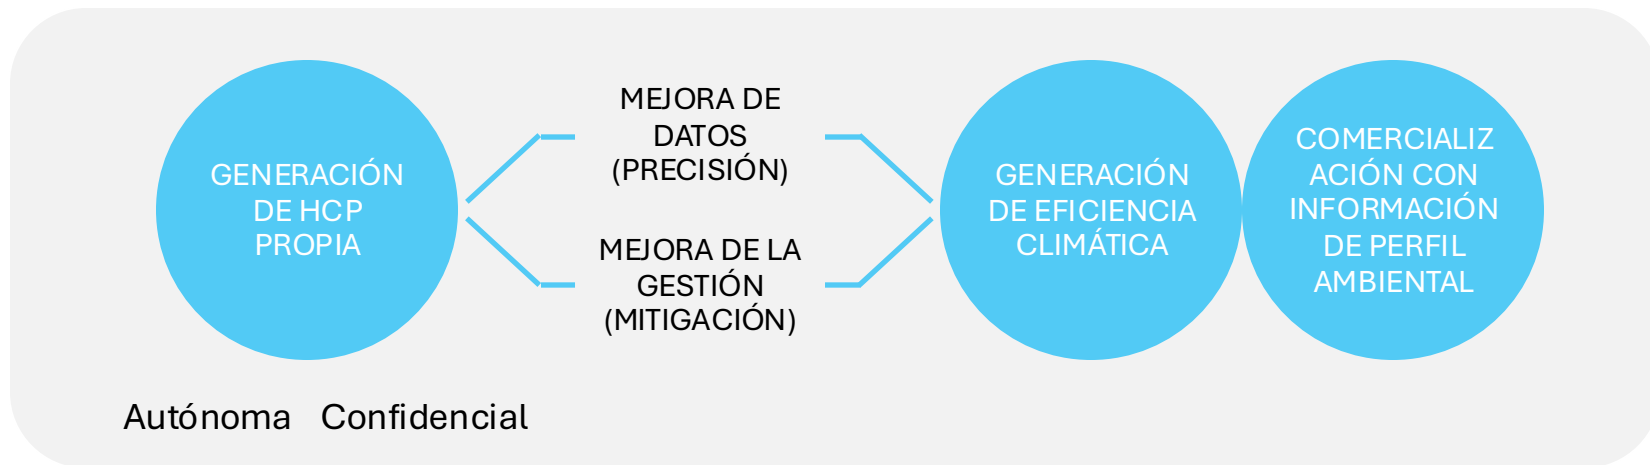 GENERACIÓN
DE HCP
PROPIA
MEJORA DE
DATOS
(PRECISIÓN)
MEJORA DE LA
GESTIÓN
(MITIGACIÓN)
GENERACIÓN
DE EFICIENCIA
CLIMÁTICA
COMERCIALIZ
ACIÓN CON
INFORMACIÓN
DE PERFIL
AMBIENTAL
Autónoma Confidencial